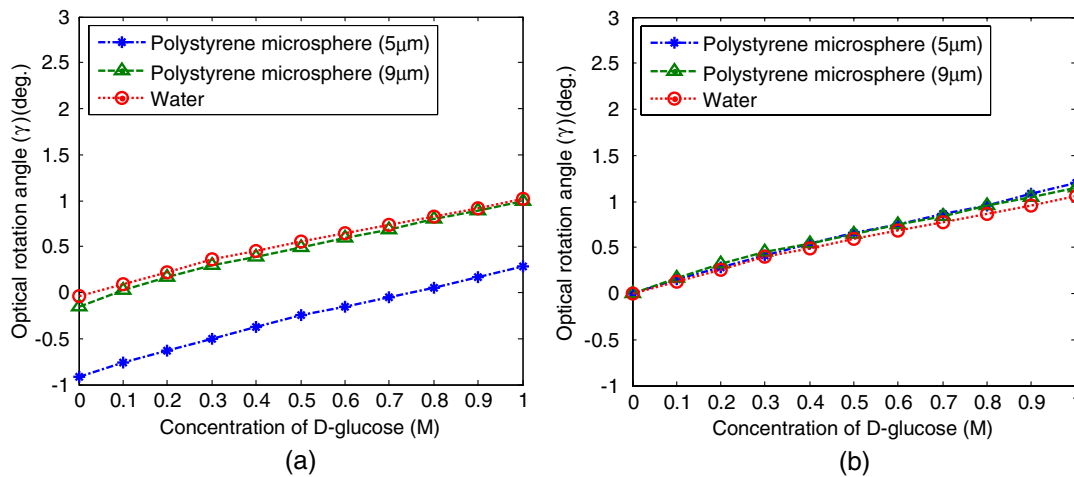 3
2.5
2
1.5
1
0.5
0
-0.5
-1
Optical rotation angle (γ)(deg.)
Polystyrene microsphere (5μm)
Polystyrene microsphere (9μm)
Water
0 0.1 0.2 0.3 0.4 0.5 0.6 0.7 0.8 0.9 1
Concentration of D-glucose (M)
(a)
3
2.5
2
1.5
1
0.5
0
-0.5
-1
Optical rotation angle (γ)(deg.)
Polystyrene microsphere (5μm)
Polystyrene microsphere (9μm)
Water
0 0.1 0.2 0.3 0.4 0.5 0.6 0.7 0.8 0.9 1
Concentration of D-glucose (M)
(b)